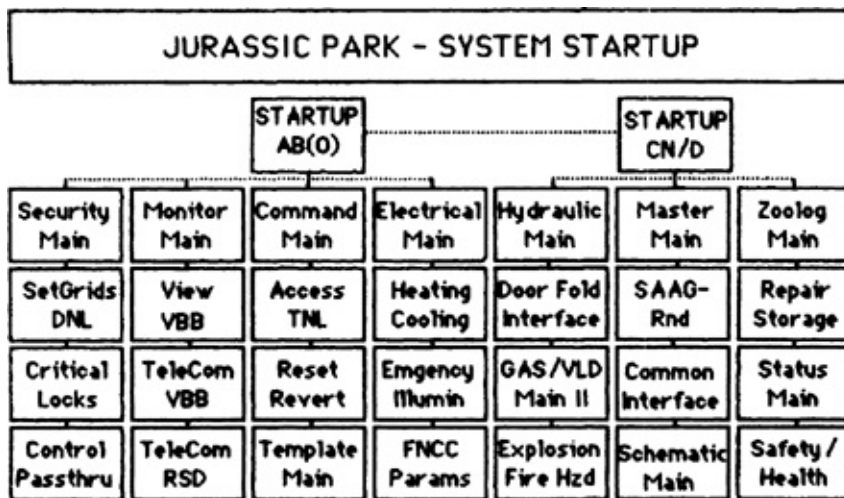 JURASSIC PARK - SYSTEM STARTUP
STARTUP STARTUP
AB(0) CN/D
Security Monitor Command Electrical Hydraulic Master Zoolog
Main Main Main Main Main Main Main
SetGrids View Access Heating Door Fold SAAG- Repair
DNL VBB TNL Cooling Interface Rnd Storage
Critical TeleCom Reset Emgency GAS/VLD Common Status
Locks VBB Revert Illumin Main II Interface Main
Control TeleCom Template FNCC Explosion Schematic Safety/
Passthru RSD Main Params Fire Hzd Main Health